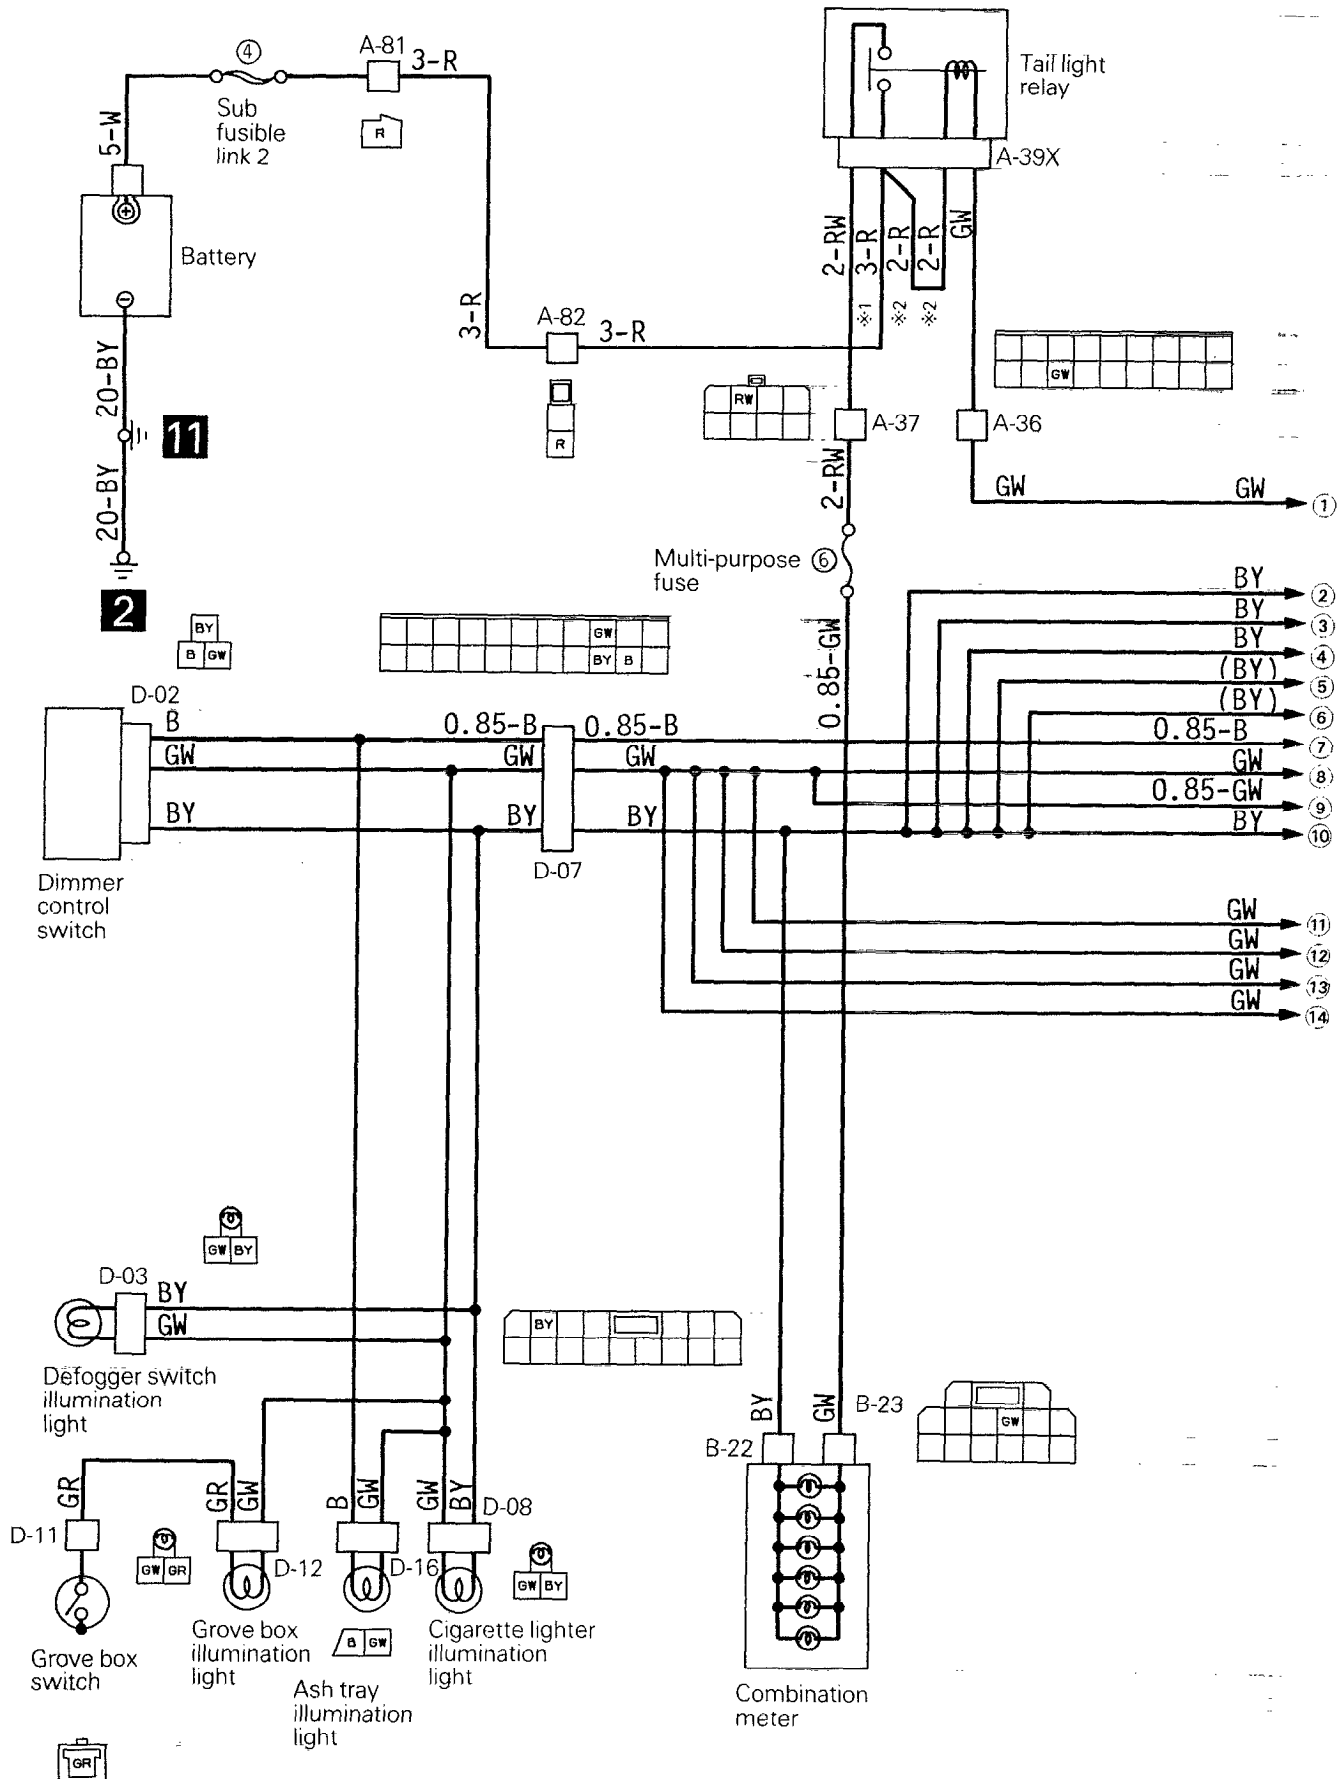 4
A-81
3-R
Sub
fusible
link 2
R
5-W
Battery
20-BY
11
20-BY
2
3-R
A-82
3-R
R
Tail light
relay
A-39X
2-RW
3-R
2-R
2-R
GW
※1
※2
※2
GW
RW
A-37
A-36
2-RW
GW
GW
1
Multi-purpose
fuse
6
0.85-GW
BY
2
BY
3
BY
4
(BY)
5
(BY)
6
0.85-B
7
GW
8
0.85-GW
9
BY
10
BY
B GW
GW
BY B
D-02
B
0.85-B
0.85-B
GW
GW
GW
BY
BY
BY
D-07
Dimmer
control
switch
GW
11
GW
12
GW
13
GW
14
GW BY
D-03
BY
GW
Defogger switch
illumination
light
BY
BY
GW
B-23
GW
B-22
GR
GR
GW
B
GW
GW
BY
D-08
D-11
GW GR
D-12
D-16
GW BY
Grove box
switch
Grove box
illumination
light
B GW
Ash tray
illumination
light
Cigarette lighter
illumination
light
Combination
meter
GR